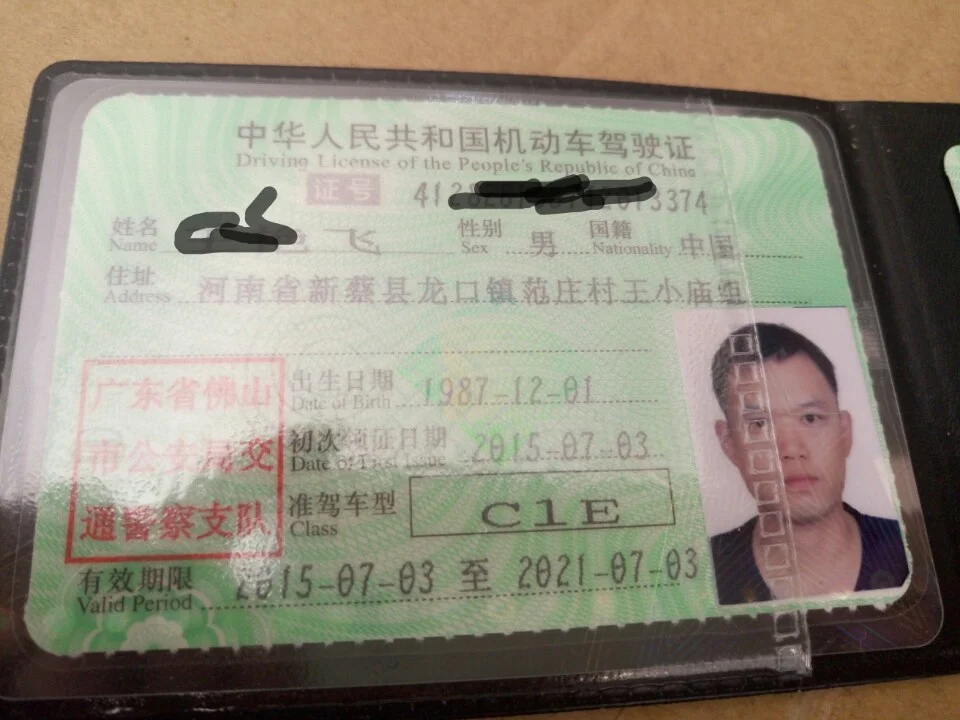 中华人民共和国机动车驾驶证
Driving License of the People's Republic of China
证号 41 3374
姓名 飞 性别 男 国籍 中国
Name Sex Nationality
住址 河南省新蔡县龙口镇范庄村王小庙组
Address
出生日期 1987-12-01
Date of Birth
初次领证日期 2015-07-03
Date of First Issue
准驾车型 C1E
Class
有效期限 2015-07-03 至 2021-07-03
Valid Period
广东省佛山
市公安局交
通警察支队